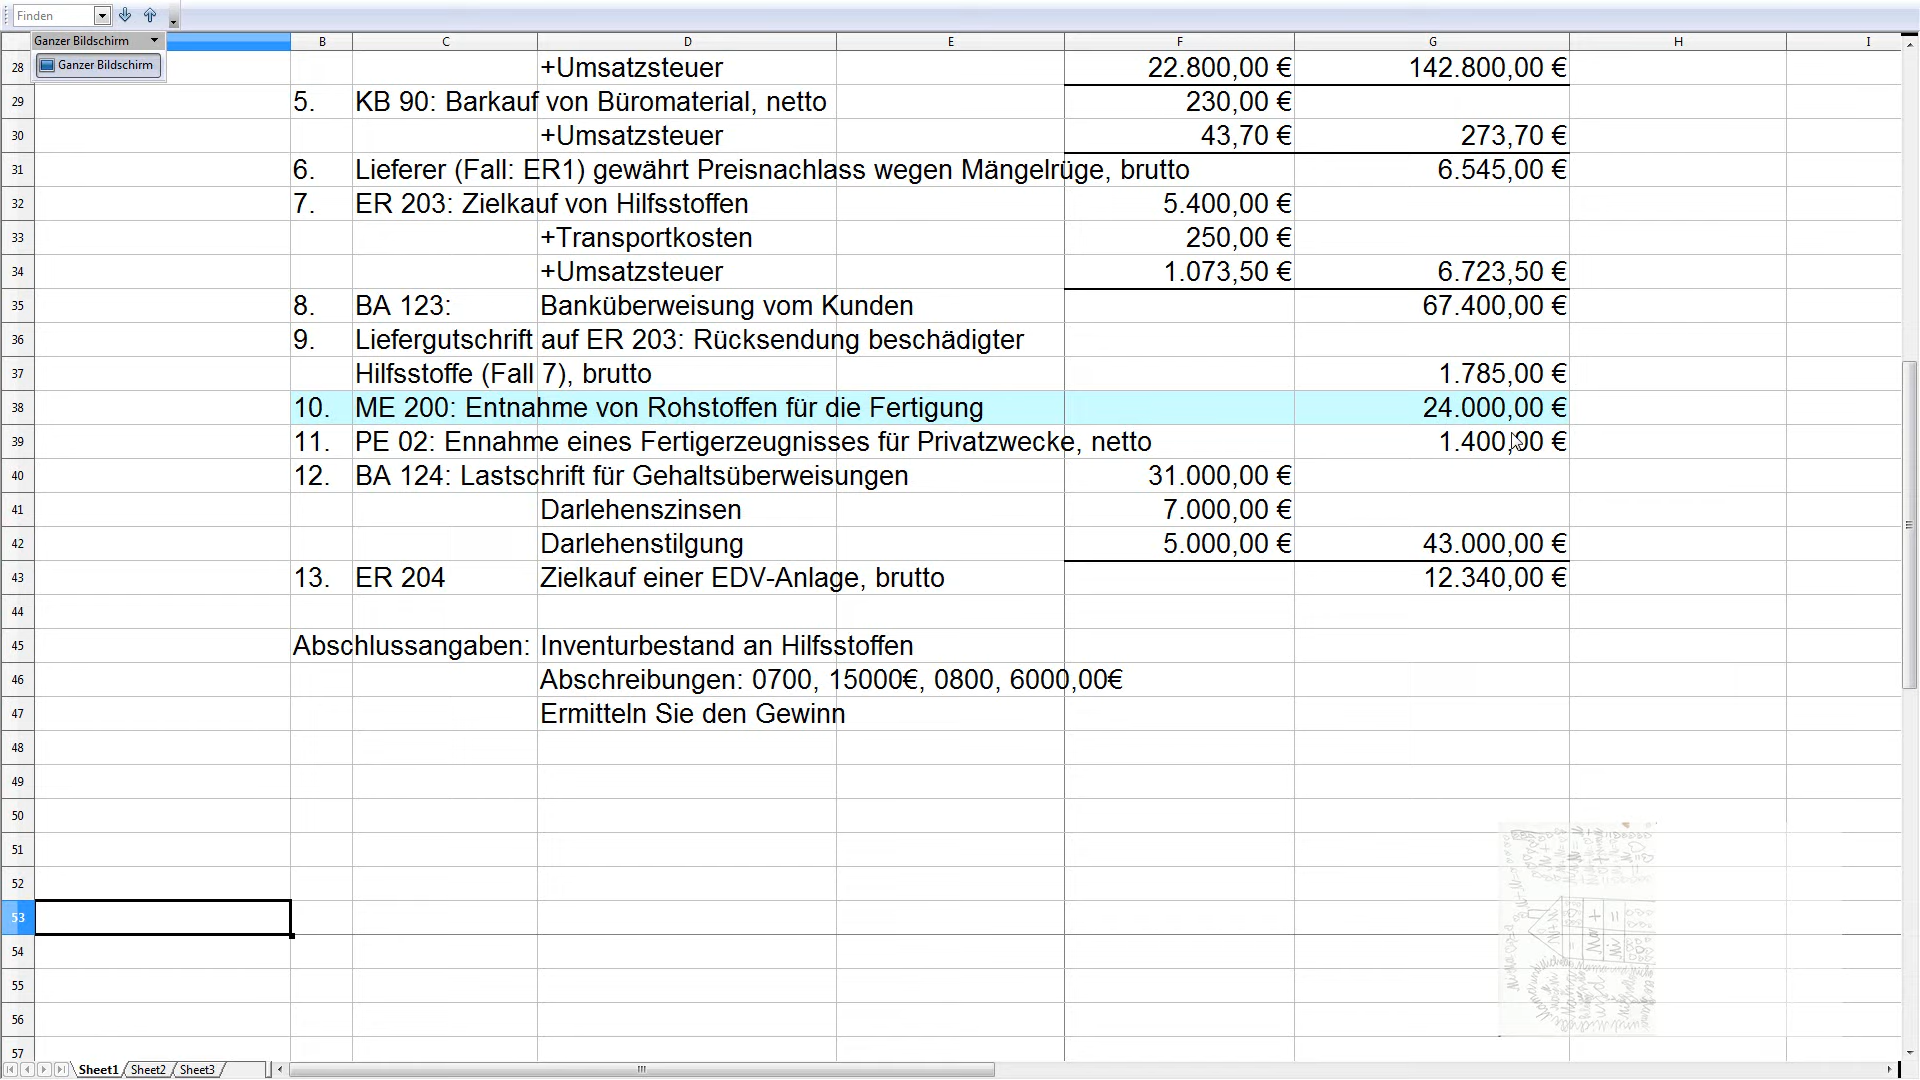 Finden
Ganzer Bildschirm
Ganzer Bildschirm
B C D E F G H I
28 +Umsatzsteuer 22.800,00 € 142.800,00 €
29 5. KB 90: Barkauf von Büromaterial, netto 230,00 €
30 +Umsatzsteuer 43,70 € 273,70 €
31 6. Lieferer (Fall: ER1) gewährt Preisnachlass wegen Mängelrüge, brutto 6.545,00 €
32 7. ER 203: Zielkauf von Hilfsstoffen 5.400,00 €
33 +Transportkosten 250,00 €
34 +Umsatzsteuer 1.073,50 € 6.723,50 €
35 8. BA 123: Banküberweisung vom Kunden 67.400,00 €
36 9. Liefergutschrift auf ER 203: Rücksendung beschädigter
37 Hilfsstoffe (Fall 7), brutto 1.785,00 €
38 10. ME 200: Entnahme von Rohstoffen für die Fertigung 24.000,00 €
39 11. PE 02: Ennahme eines Fertigerzeugnisses für Privatzwecke, netto 1.400,00 €
40 12. BA 124: Lastschrift für Gehaltsüberweisungen 31.000,00 €
41 Darlehenszinsen 7.000,00 €
42 Darlehenstilgung 5.000,00 € 43.000,00 €
43 13. ER 204 Zielkauf einer EDV-Anlage, brutto 12.340,00 €
44
45 Abschlussangaben: Inventurbestand an Hilfsstoffen
46 Abschreibungen: 0700, 15000€, 0800, 6000,00€
47 Ermitteln Sie den Gewinn
48
49
50
51
52
53
54
55
56
57
Sheet1 Sheet2 Sheet3